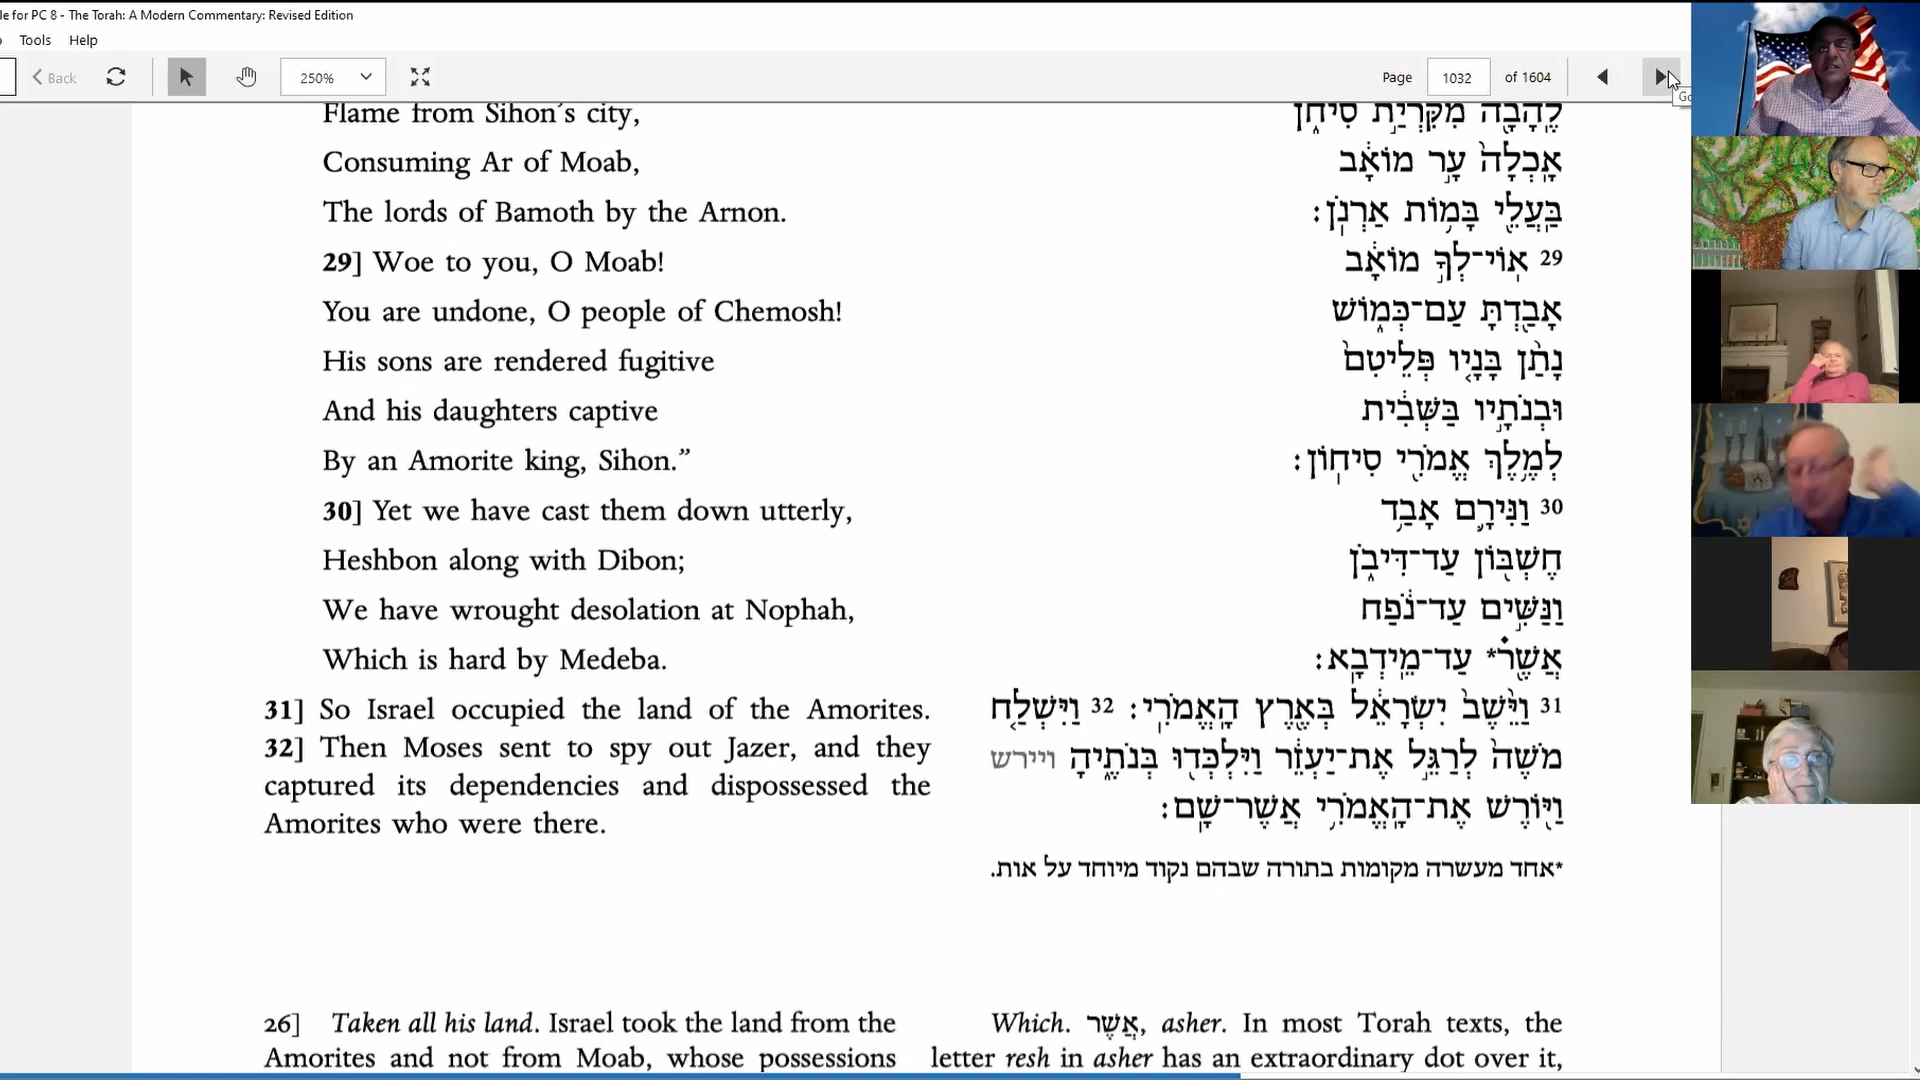 le for PC 8 - The Torah: A Modern Commentary: Revised Edition
Tools Help
Back 250% Page 1032 of 1604
Go
Flame from Sihon's city,
Consuming Ar of Moab,
The lords of Bamoth by the Arnon.
29] Woe to you, O Moab!
You are undone, O people of Chemosh!
His sons are rendered fugitive
And his daughters captive
By an Amorite king, Sihon.”
30] Yet we have cast them down utterly,
Heshbon along with Dibon;
We have wrought desolation at Nophah,
Which is hard by Medeba.
31] So Israel occupied the land of the Amorites.
32] Then Moses sent to spy out Jazer, and they
captured its dependencies and dispossessed the
Amorites who were there.
לֶהָבָ֖ה מִקִּרְיַ֣ת סִיחֹ֑ן
אָֽכְלָה֙ עָ֣ר מוֹאָ֔ב
בַּֽעֲלֵ֖י בָּמ֥וֹת אַרְנֹֽן׃
29 אֽוֹי־לְךָ֣ מוֹאָ֔ב
אָבַ֖דְתָּ עַם־כְּמ֑וֹשׁ
נָתַ֨ן בָּנָ֤יו פְּלֵיטִם֙
וּבְנֹתָ֣יו בַּשְּׁבִ֔ית
לְמֶ֥לֶךְ אֱמֹרִ֖י סִיחֽוֹן׃
30 וַנִּירָ֛ם אָבַ֥ד
חֶשְׁבּ֖וֹן עַד־דִּיבֹ֑ן
וַנַּשִּׁ֣ים עַד־נֹ֔פַח
אֲשֶׁ֖רׄ* עַד־מֵֽידְבָֽא׃
31 וַיֵּ֙שֶׁב֙ יִשְׂרָאֵ֔ל בְּאֶ֖רֶץ הָֽאֱמֹרִֽי׃ 32 וַיִּשְׁלַ֤ח
מֹשֶׁה֙ לְרַגֵּ֣ל אֶת־יַעְזֵ֔ר וַֽיִּלְכְּד֖וּ בְּנֹתֶ֑יהָ ויירש
וַיּ֖וֹרֶשׁ אֶת־הָֽאֱמֹרִ֥י אֲשֶׁר־שָֽׁם׃
*אחד מעשרה מקומות בתורה שבהם נקוד מיוחד על אות.
26] Taken all his land. Israel took the land from the
Amorites and not from Moab, whose possessions
Which. אֲשֶׁר, asher. In most Torah texts, the
letter resh in asher has an extraordinary dot over it,